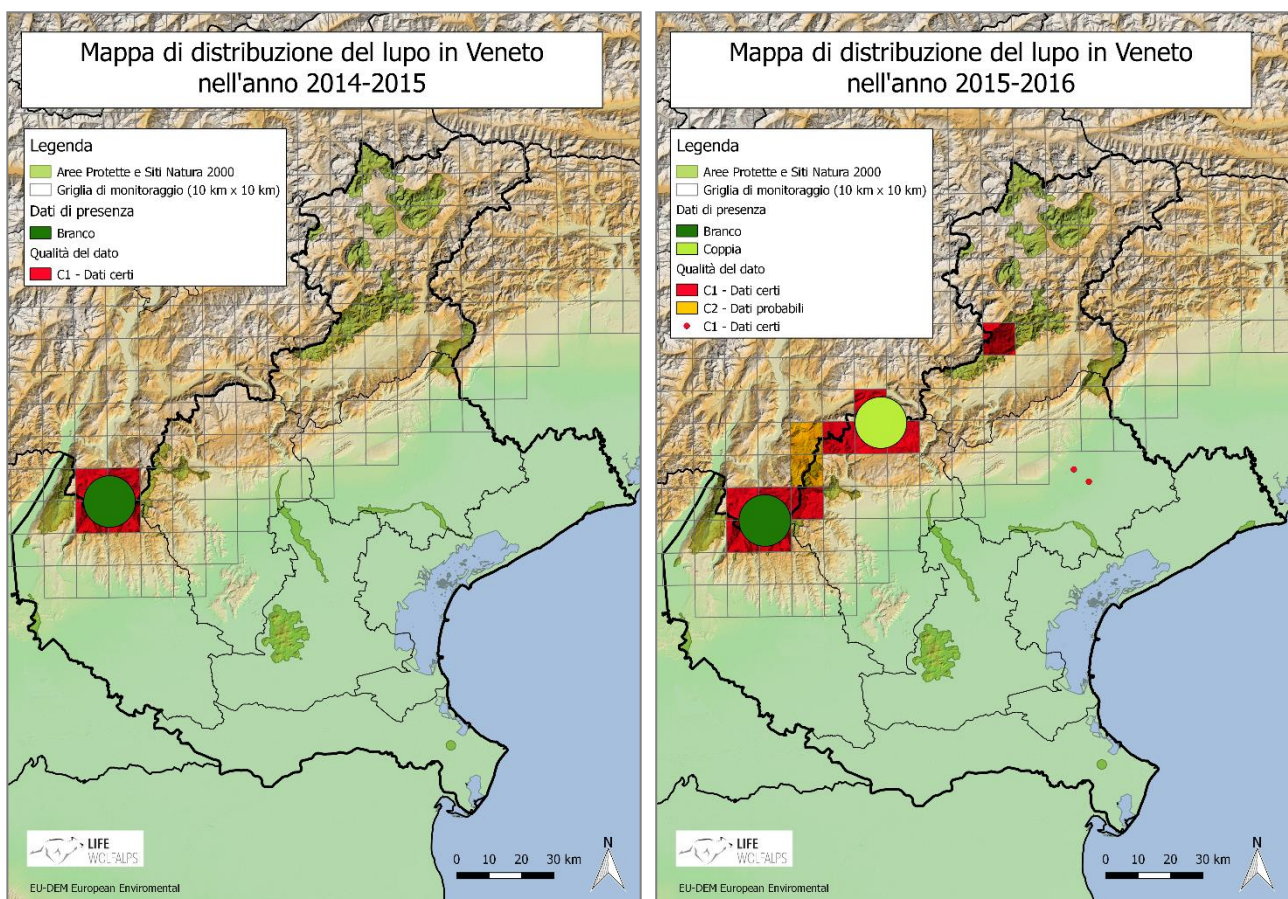 Mappa di distribuzione del lupo in Veneto
nell'anno 2014-2015
Legenda
Aree Protette e Siti Natura 2000
Griglia di monitoraggio (10 km x 10 km)
Dati di presenza
Branco
Qualità del dato
C1 - Dati certi
LIFE
WOLFALPS
EU-DEM European Enviromental
0 10 20 30 km
N
Mappa di distribuzione del lupo in Veneto
nell'anno 2015-2016
Legenda
Aree Protette e Siti Natura 2000
Griglia di monitoraggio (10 km x 10 km)
Dati di presenza
Branco
Coppia
Qualità del dato
C1 - Dati certi
C2 - Dati probabili
C1 - Dati certi
LIFE
WOLFALPS
EU-DEM European Enviromental
0 10 20 30 km
N